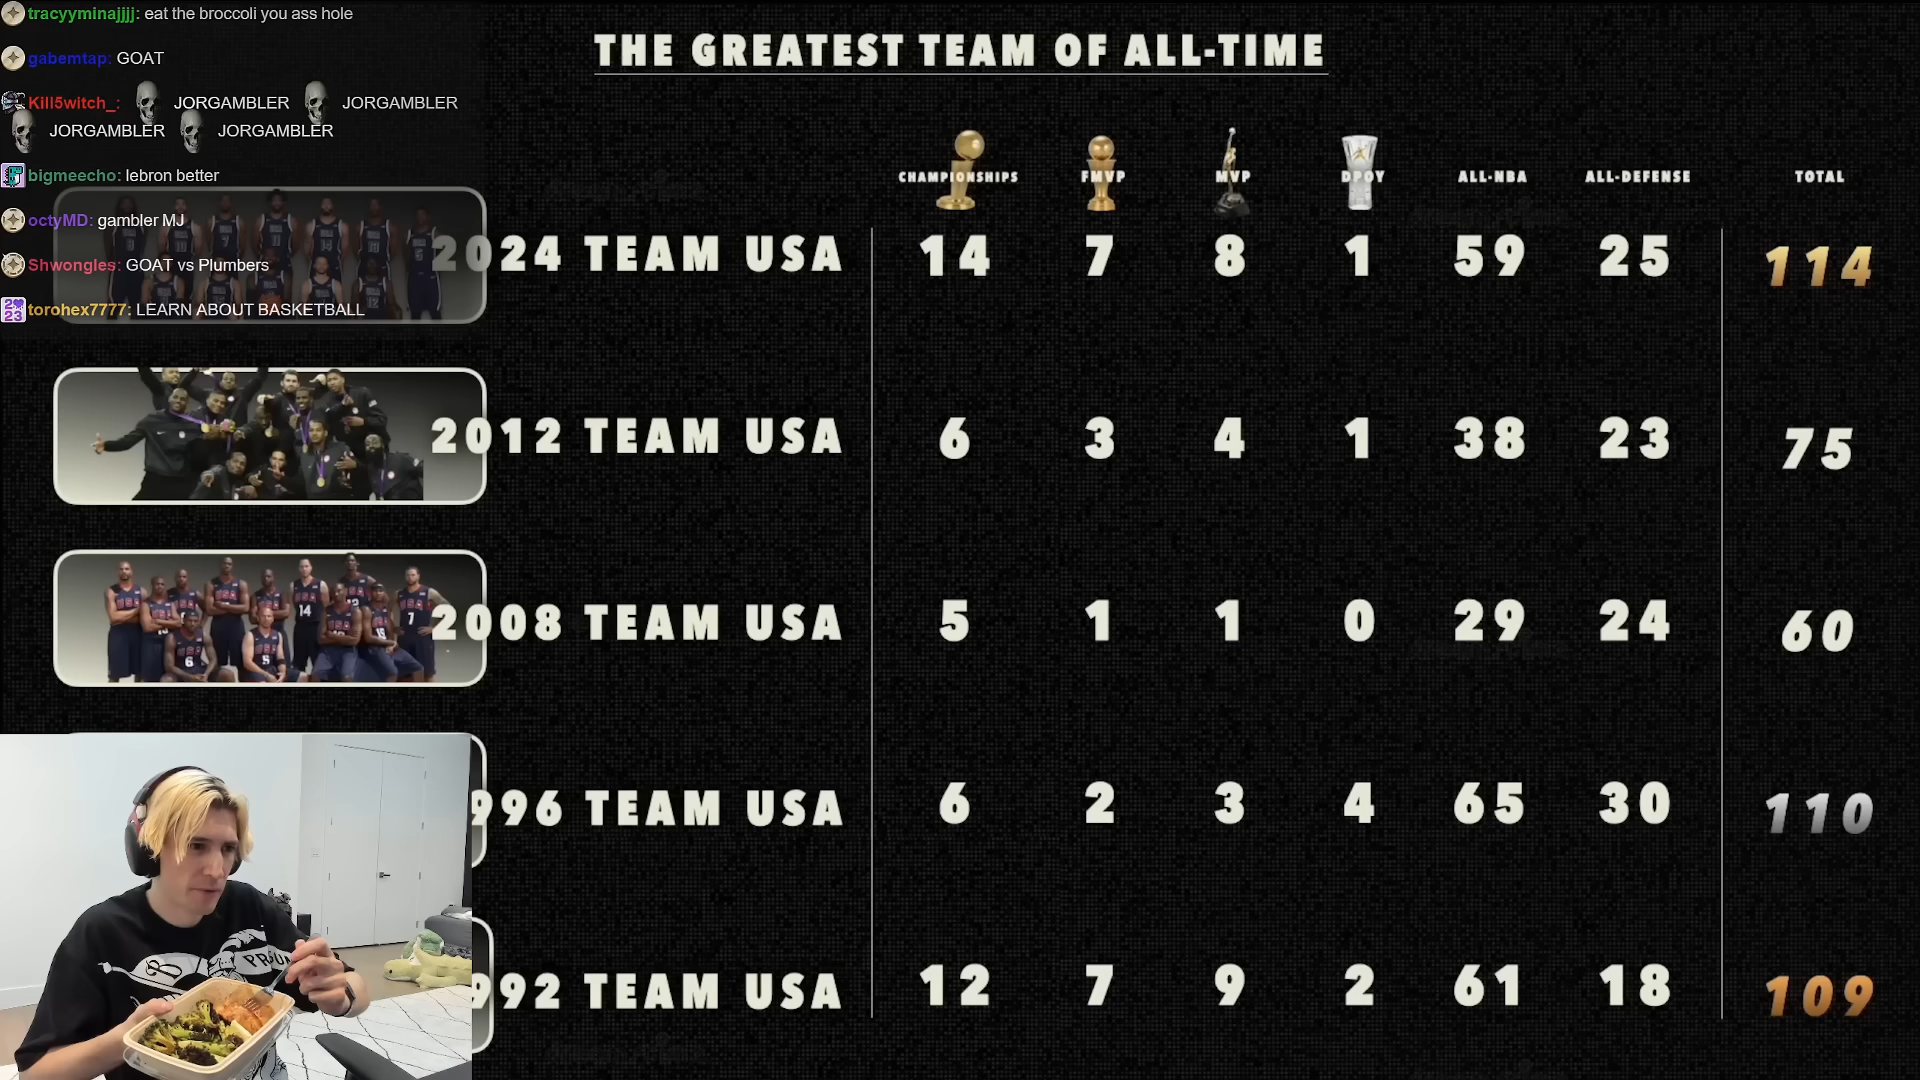 tracyyminajjjj: eat the broccoli you ass hole
gabemtap: GOAT
Kill5witch_: JORGAMBLER JORGAMBLER
JORGAMBLER JORGAMBLER
bigmeecho: lebron better
octyMD: gambler MJ
Shwongles: GOAT vs Plumbers
torohex7777: LEARN ABOUT BASKETBALL
THE GREATEST TEAM OF ALL-TIME
CHAMPIONSHIPS FMVP MVP DPOY ALL-NBA ALL-DEFENSE TOTAL
2024 TEAM USA 14 7 8 1 59 25 114
2012 TEAM USA 6 3 4 1 38 23 75
2008 TEAM USA 5 1 1 0 29 24 60
996 TEAM USA 6 2 3 4 65 30 110
992 TEAM USA 12 7 9 2 61 18 109